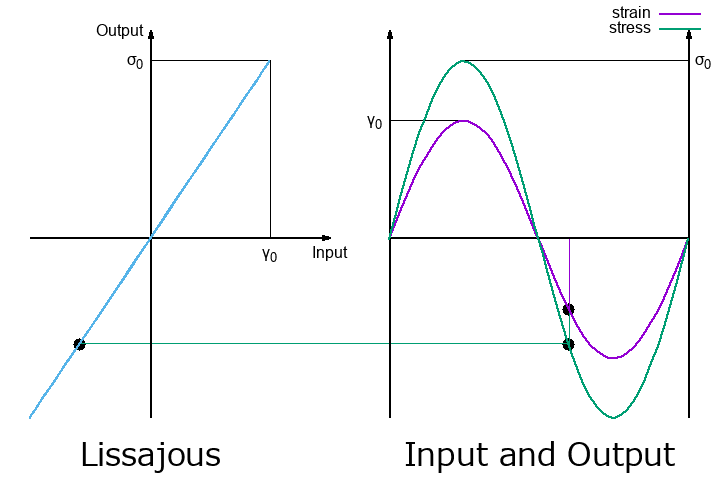 Output
σ0
γ0
Input
Lissajous
strain
stress
σ0
γ0
Input and Output